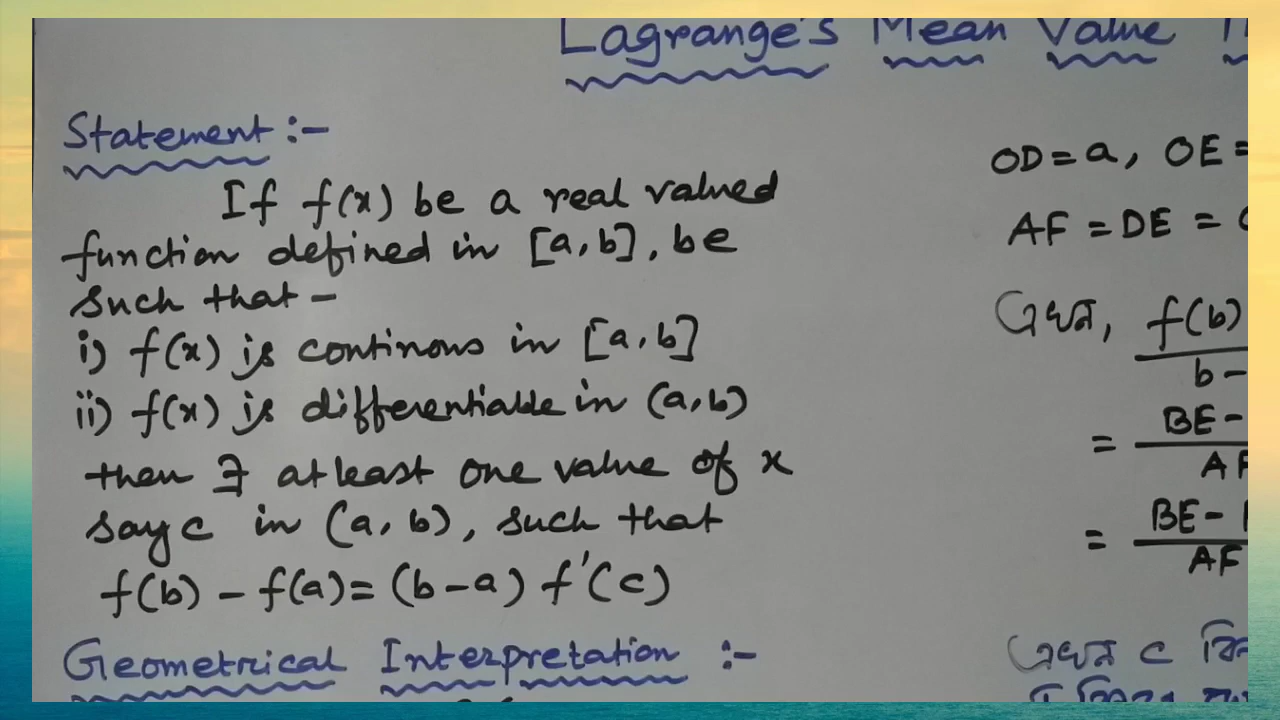 Lagrange's Mean Value
Statement :-
If f(x) be a real valued
function defined in [a,b], be
such that -
i) f(x) is continous in [a,b]
ii) f(x) is differentiable in (a,b)
then ∃ atleast one value of x
say c in (a,b), such that
f(b) - f(a) = (b-a) f'(c)
Geometrical Interpretation :-
OD = a, OE =
AF = DE =
এখন, f(b)
b -
= BE -
AF
= BE -
AF
এখন c